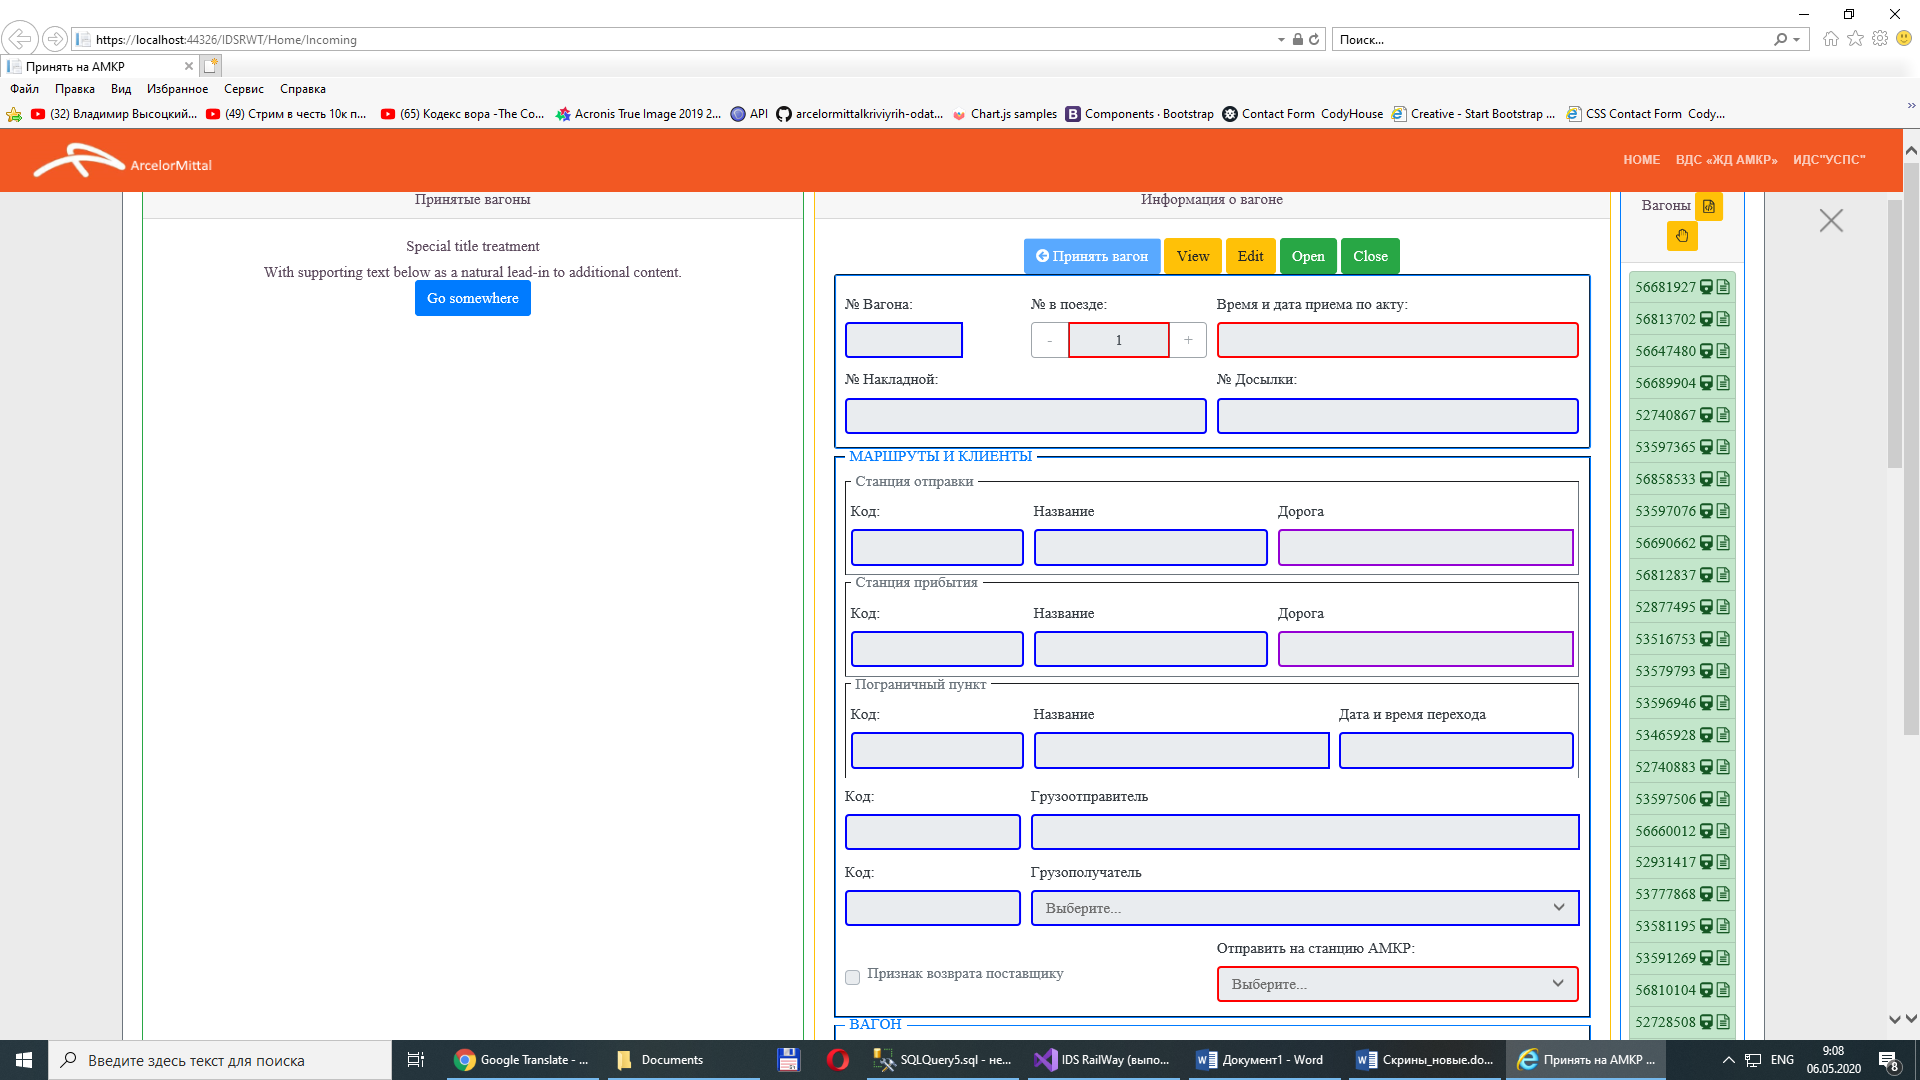 https://localhost:44326/IDSRWT/Home/Incoming
Поиск...
Принять на АМКР
Файл Правка Вид Избранное Сервис Справка
(32) Владимир Высоцкий... (49) Стрим в честь 10к п... (65) Кодекс вора -The Co... Acronis True Image 2019 2... API arcelormittalkriviyrih-odat... Chart.js samples Components · Bootstrap Contact Form CodyHouse Creative - Start Bootstrap ... CSS Contact Form Cody...
ArcelorMittal
HOME ВДС «ЖД АМКР» ИДС"УСПС"
Принятые вагоны
Special title treatment
With supporting text below as a natural lead-in to additional content.
Go somewhere
Информация о вагоне
Принять вагон View Edit Open Close
№ Вагона: № в поезде: Время и дата приема по акту:
- 1 +
№ Накладной: № Досылки:
МАРШРУТЫ И КЛИЕНТЫ
Станция отправки
Код: Название Дорога
Станция прибытия
Код: Название Дорога
Пограничный пункт
Код: Название Дата и время перехода
Код: Грузоотправитель
Код: Грузополучатель
Выберите...
Отправить на станцию АМКР:
Признак возврата поставщику
Выберите...
ВАГОН
Вагоны
56681927
56813702
56647480
56689904
52740867
53597365
56858533
53597076
56690662
56812837
52877495
53516753
53579793
53596946
53465928
52740883
53597506
56660012
52931417
53777868
53581195
53591269
56810104
52728508
Введите здесь текст для поиска
Google Translate - ... Documents SQLQuery5.sql - не... IDS RailWay (выпо... Документ1 - Word Скрины_новые.do... Принять на АМКР ...
ENG
9:08
06.05.2020
8